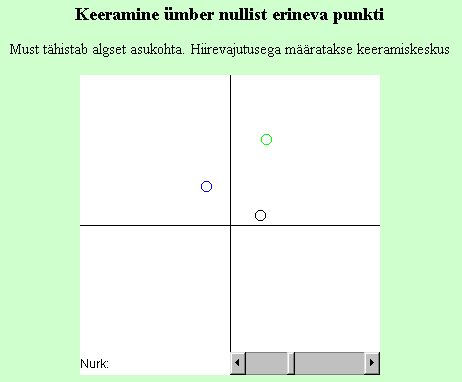 Keeramine ümber nullist erineva punkti
Must tähistab algset asukohta. Hiirevajutusega määratakse keeramiskeskus
Nurk: